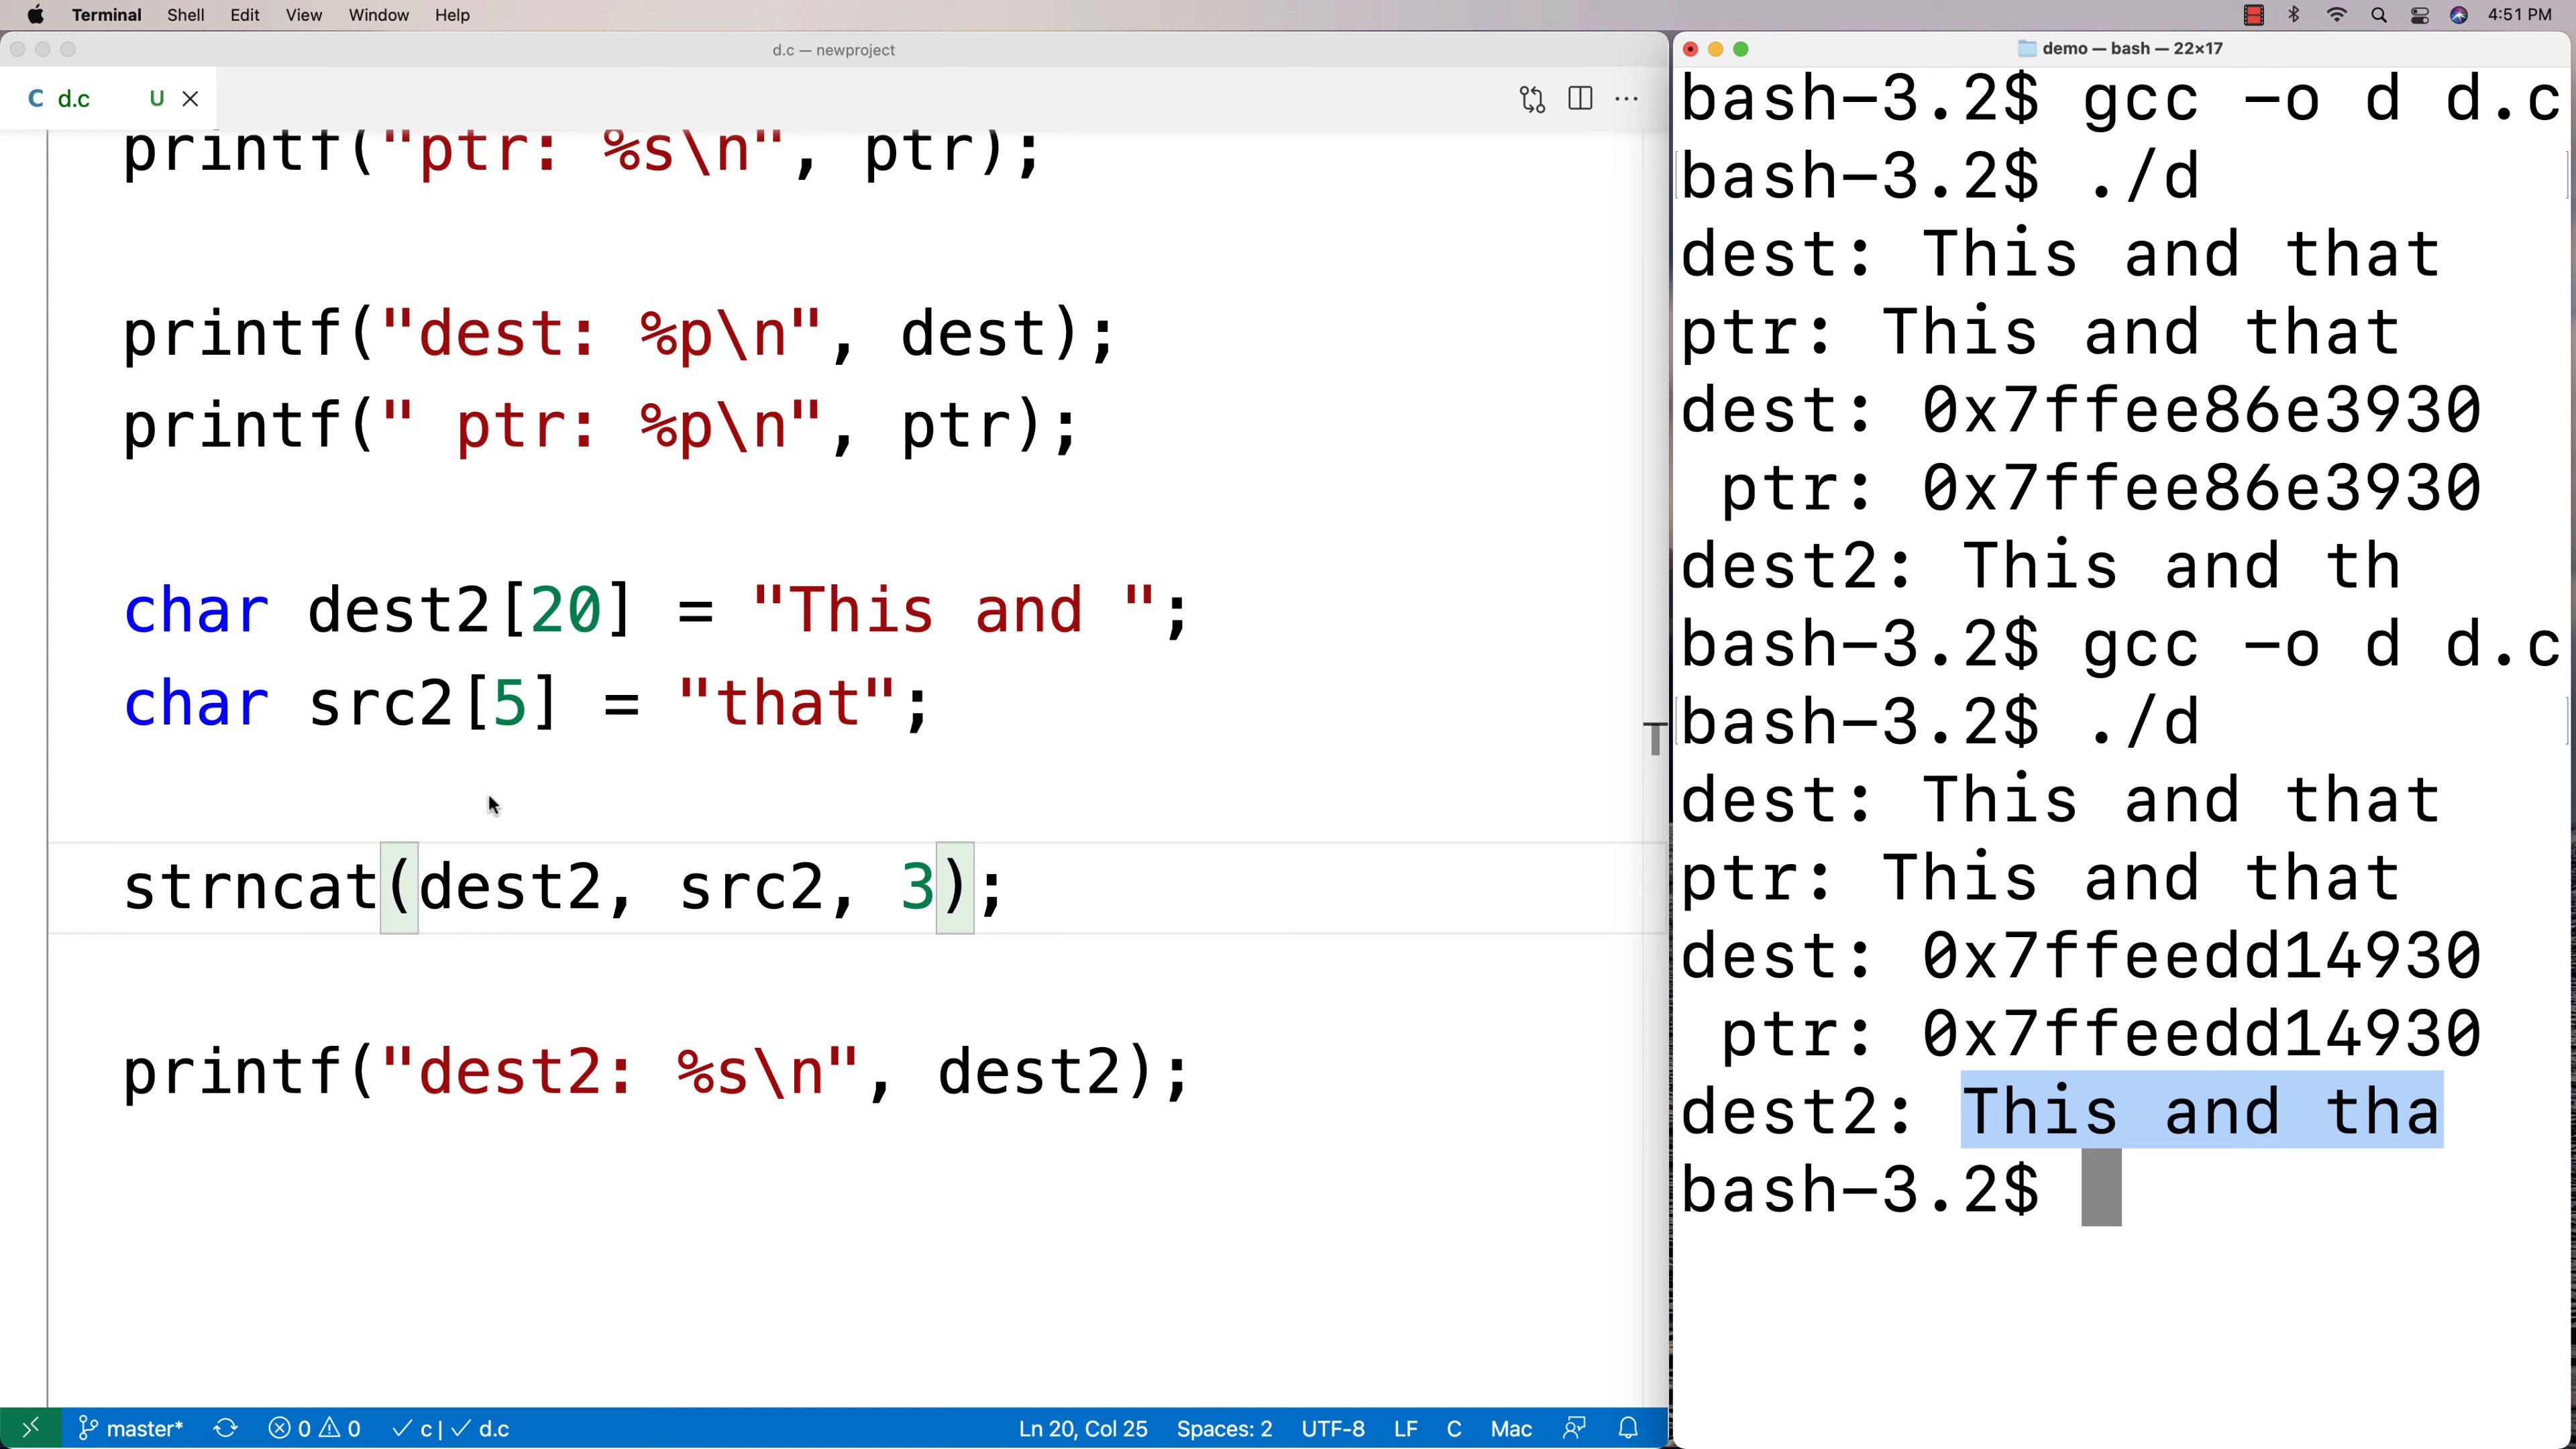 Terminal Shell Edit View Window Help 4:51 PM
d.c — newproject
C d.c U
printf("ptr: %s\n", ptr);
printf("dest: %p\n", dest);
printf(" ptr: %p\n", ptr);
char dest2[20] = "This and ";
char src2[5] = "that";
strncat(dest2, src2, 3);
printf("dest2: %s\n", dest2);
master* 0 0 c | d.c Ln 20, Col 25 Spaces: 2 UTF-8 LF C Mac
demo — bash — 22×17
bash-3.2$ gcc -o d d.c
bash-3.2$ ./d
dest: This and that
ptr: This and that
dest: 0x7ffee86e3930
 ptr: 0x7ffee86e3930
dest2: This and th
bash-3.2$ gcc -o d d.c
bash-3.2$ ./d
dest: This and that
ptr: This and that
dest: 0x7ffeedd14930
 ptr: 0x7ffeedd14930
dest2: This and tha
bash-3.2$